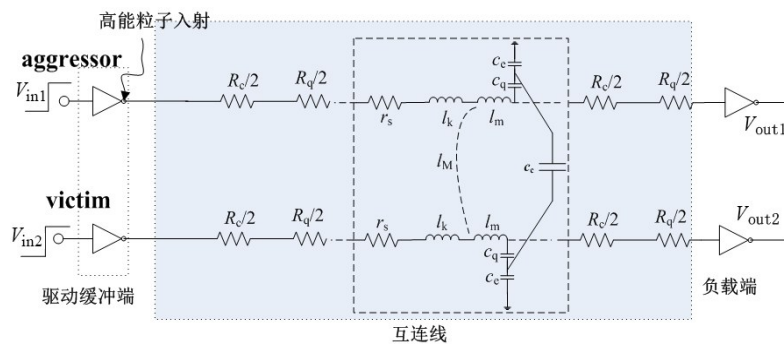 高能粒子入射
aggressor
V_in1
R_c/2
R_q/2
r_s
l_k
l_m
c_e
c_q
R_c/2
R_q/2
V_out1
l_M
c_c
victim
V_in2
R_c/2
R_q/2
r_s
l_k
l_m
c_q
c_e
R_c/2
R_q/2
V_out2
驱动缓冲端
互连线
负载端